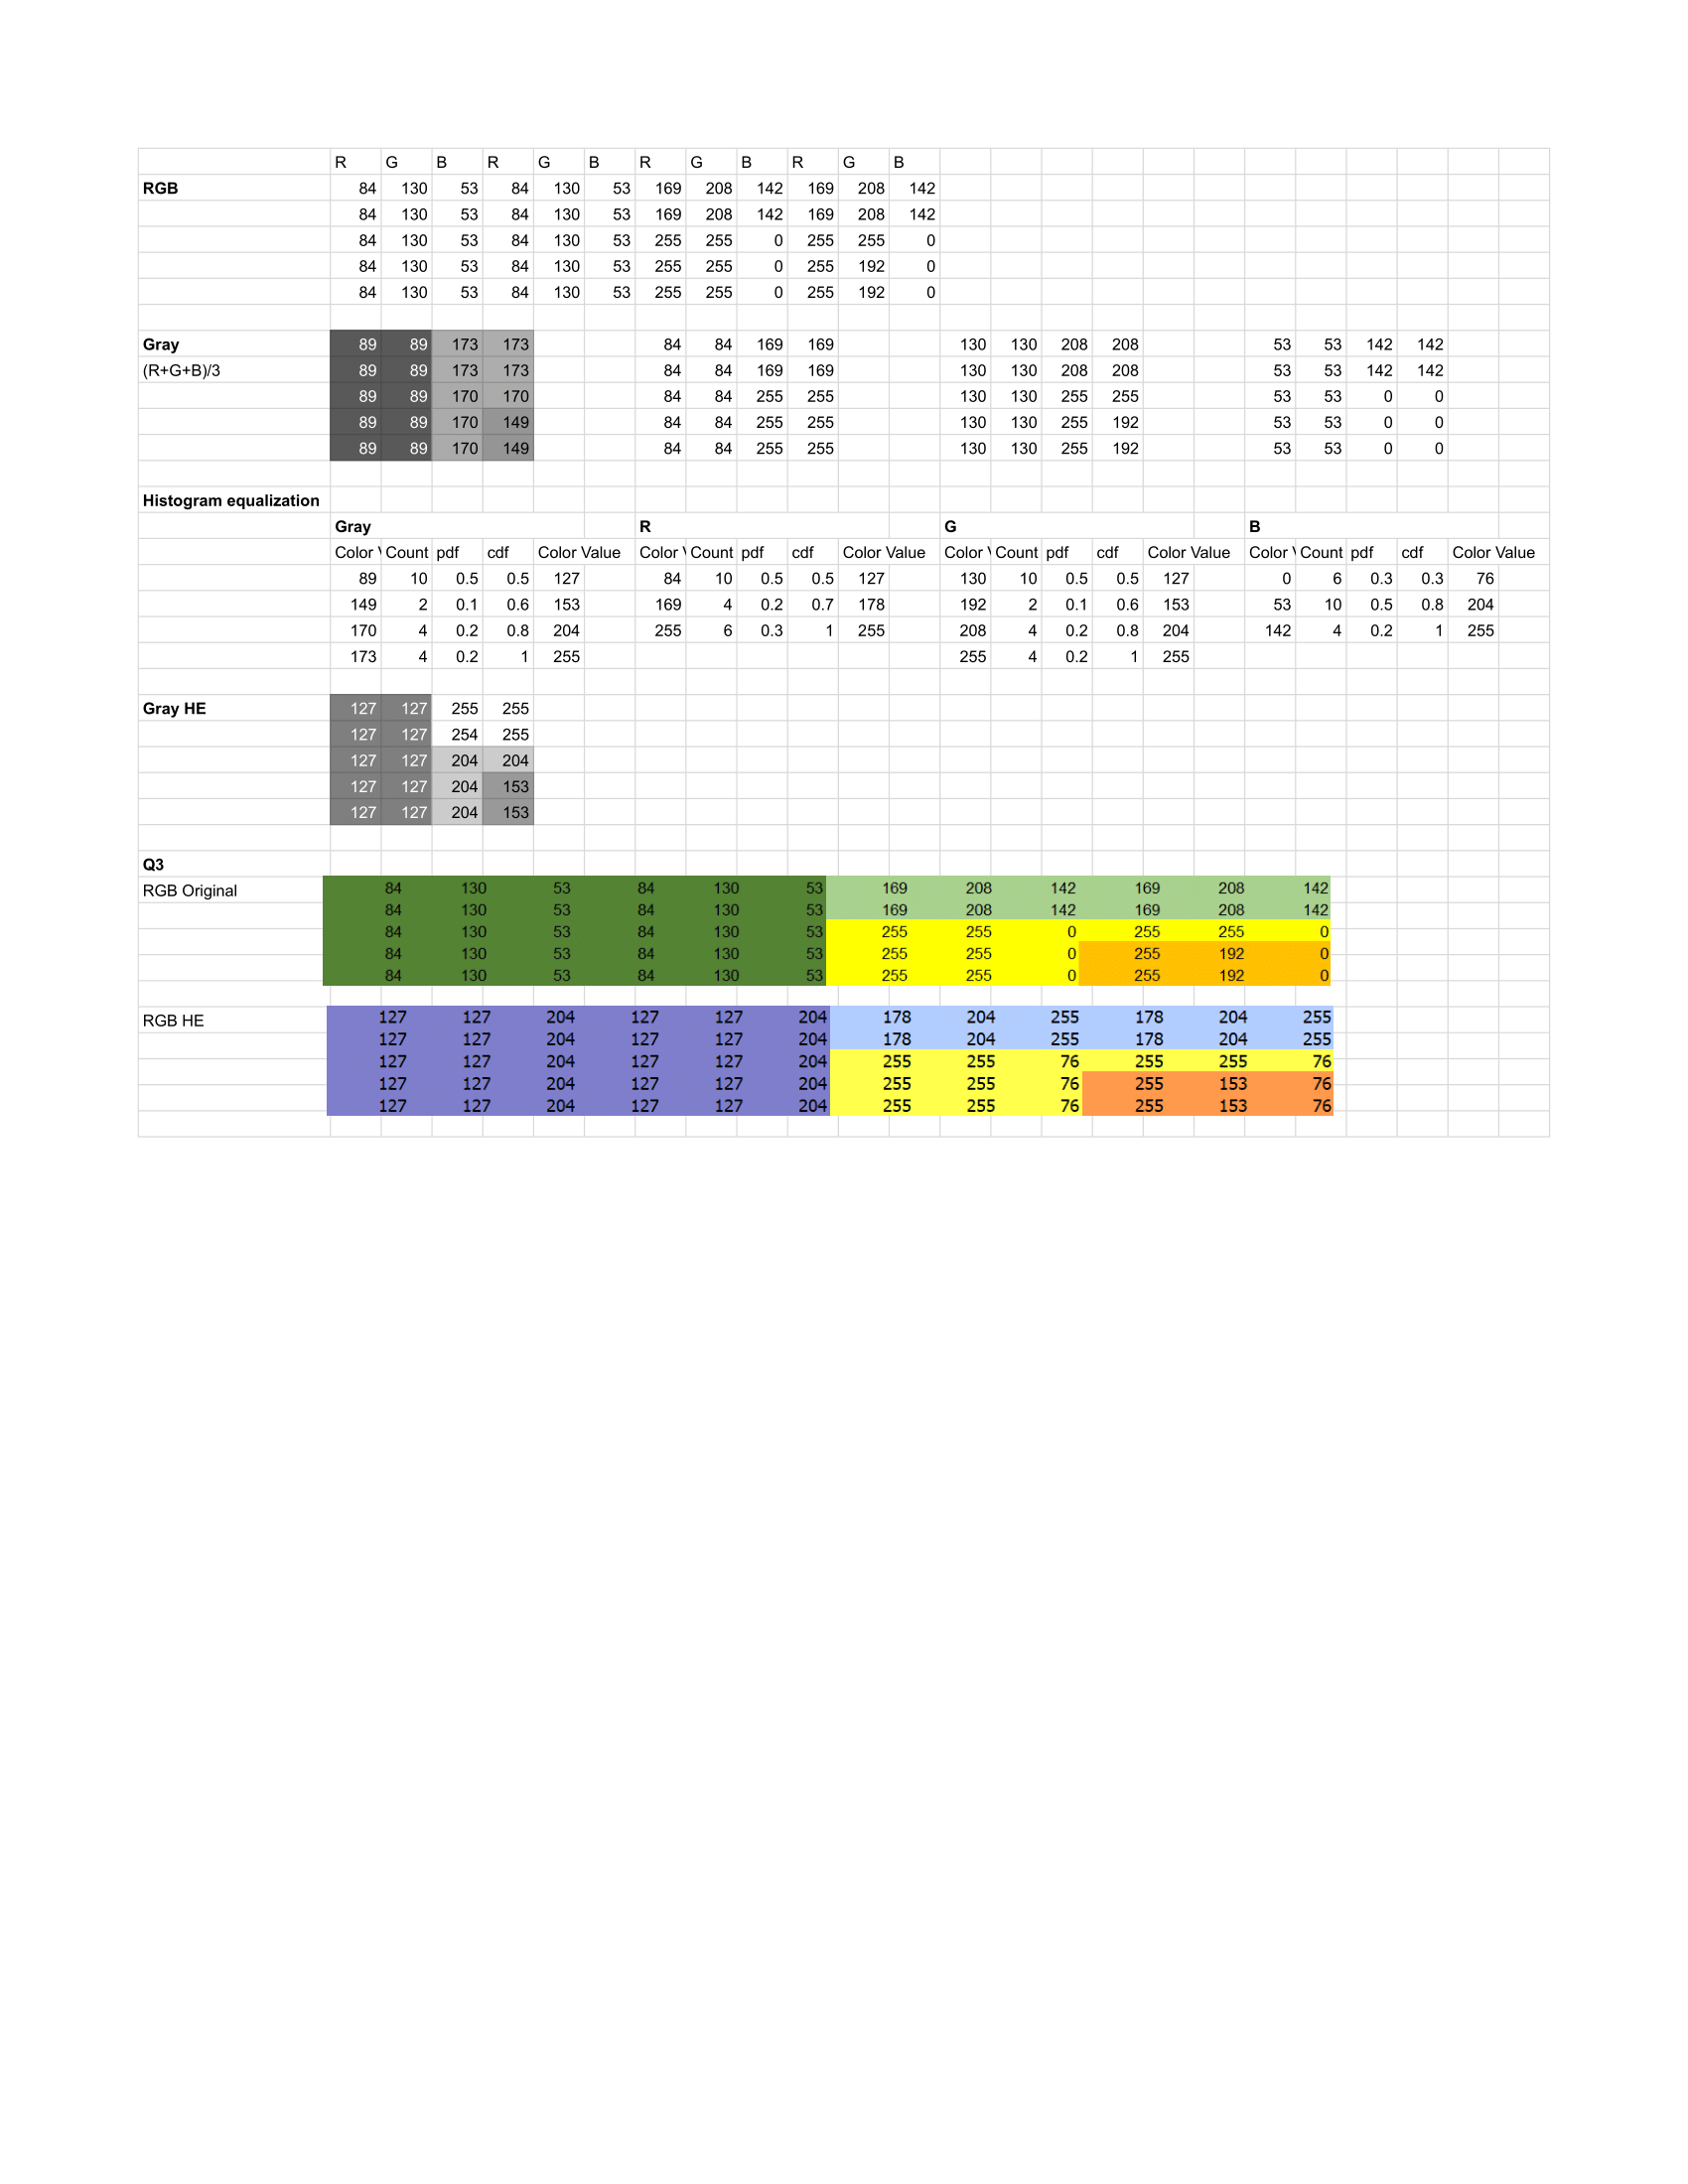 R G B R G B R G B R G B
RGB 84 130 53 84 130 53 169 208 142 169 208 142
84 130 53 84 130 53 169 208 142 169 208 142
84 130 53 84 130 53 255 255 0 255 255 0
84 130 53 84 130 53 255 255 0 255 192 0
84 130 53 84 130 53 255 255 0 255 192 0
Gray 89 89 173 173 84 84 169 169 130 130 208 208 53 53 142 142
(R+G+B)/3 89 89 173 173 84 84 169 169 130 130 208 208 53 53 142 142
89 89 170 170 84 84 255 255 130 130 255 255 53 53 0 0
89 89 170 149 84 84 255 255 130 130 255 192 53 53 0 0
89 89 170 149 84 84 255 255 130 130 255 192 53 53 0 0
Histogram equalization
Gray R G B
Color Count pdf cdf Color Value Color Count pdf cdf Color Value Color Count pdf cdf Color Value Color Count pdf cdf Color Value
89 10 0.5 0.5 127 84 10 0.5 0.5 127 130 10 0.5 0.5 127 0 6 0.3 0.3 76
149 2 0.1 0.6 153 169 4 0.2 0.7 178 192 2 0.1 0.6 153 53 10 0.5 0.8 204
170 4 0.2 0.8 204 255 6 0.3 1 255 208 4 0.2 0.8 204 142 4 0.2 1 255
173 4 0.2 1 255 255 4 0.2 1 255
Gray HE 127 127 255 255
127 127 254 255
127 127 204 204
127 127 204 153
127 127 204 153
Q3
RGB Original 84 130 53 84 130 53 169 208 142 169 208 142
84 130 53 84 130 53 169 208 142 169 208 142
84 130 53 84 130 53 255 255 0 255 255 0
84 130 53 84 130 53 255 255 0 255 192 0
84 130 53 84 130 53 255 255 0 255 192 0
RGB HE 127 127 204 127 127 204 178 204 255 178 204 255
127 127 204 127 127 204 178 204 255 178 204 255
127 127 204 127 127 204 255 255 76 255 255 76
127 127 204 127 127 204 255 255 76 255 153 76
127 127 204 127 127 204 255 255 76 255 153 76